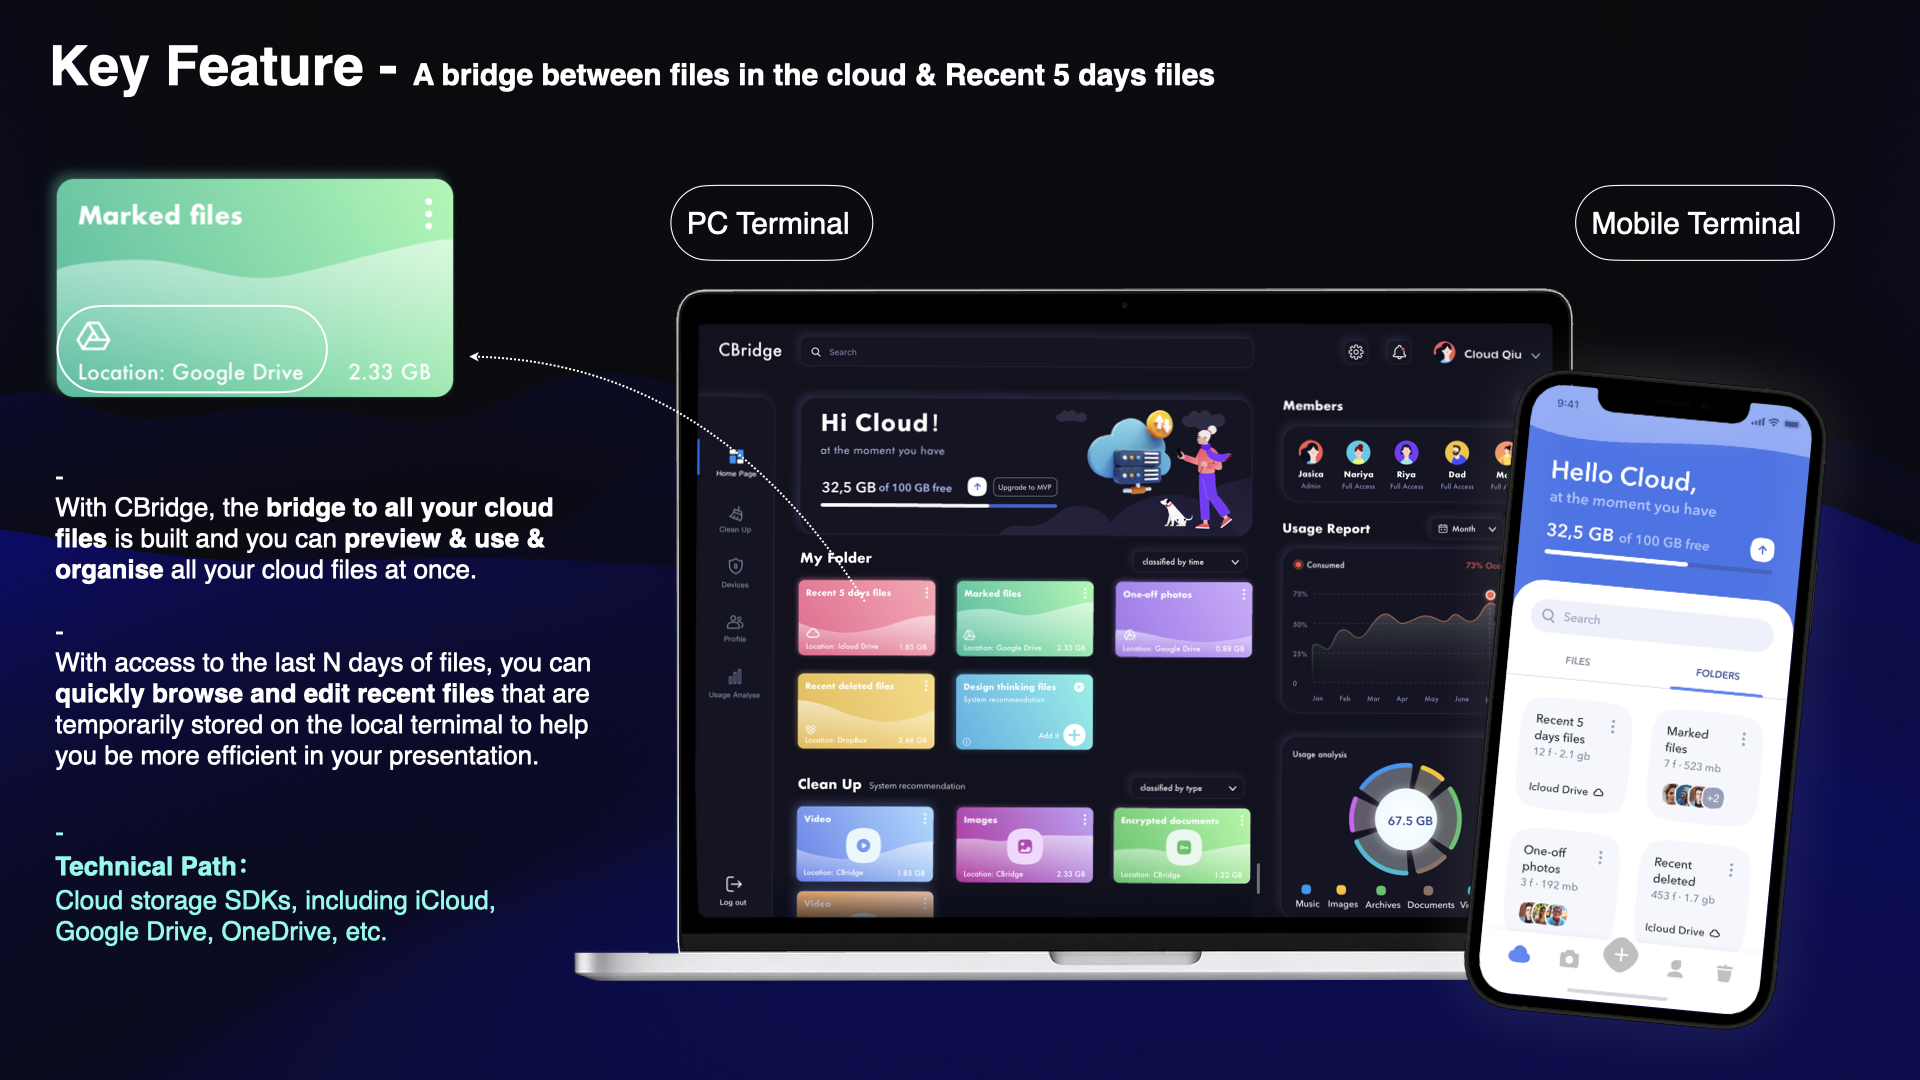 Key Feature - A bridge between files in the cloud & Recent 5 days files
Marked files
Location: Google Drive 2.33 GB
-
With CBridge, the bridge to all your cloud
files is built and you can preview & use &
organise all your cloud files at once.
-
With access to the last N days of files, you can
quickly browse and edit recent files that are
temporarily stored on the local ternimal to help
you be more efficient in your presentation.
-
Technical Path:
Cloud storage SDKs, including iCloud,
Google Drive, OneDrive, etc.
PC Terminal
Mobile Terminal
CBridge
Search
Cloud Qiu
Home Page
Clean Up
Devices
Profile
Usage Analyse
Log out
Hi Cloud!
at the moment you have
32,5 GB of 100 GB free
Upgrade to MVP
My Folder
classified by time
Recent 5 days files
Location: Icloud Drive 1.85 GB
Marked files
Location: Google Drive 2.33 GB
One-off photos
Location: Google Drive 0.88 GB
Recent deleted files
Location: DropBox 2.66 GB
Design thinking files
System recommendation
Add it
Clean Up System recommendation
classified by type
Video
Location: CBridge 1.85 GB
Images
Location: CBridge 2.33 GB
Encrypted documents
Location: CBridge 1.22 GB
Video
Members
Jasica
Admin
Nariya
Full Access
Riya
Full Access
Dad
Full Access
Usage Report
Month
Consumed
73%
75%
50%
25%
0
Jan Feb Mar Apr May June
Usage analysis
67.5 GB
Music Images Archives Documents
9:41
Hello Cloud,
at the moment you have
32,5 GB of 100 GB free
Search
FILES
FOLDERS
Recent 5
days files
12 f · 2.1 gb
Icloud Drive
Marked
files
7 f · 523 mb
+2
One-off
photos
3 f · 192 mb
Recent
deleted
453 f · 1.7 gb
Icloud Drive